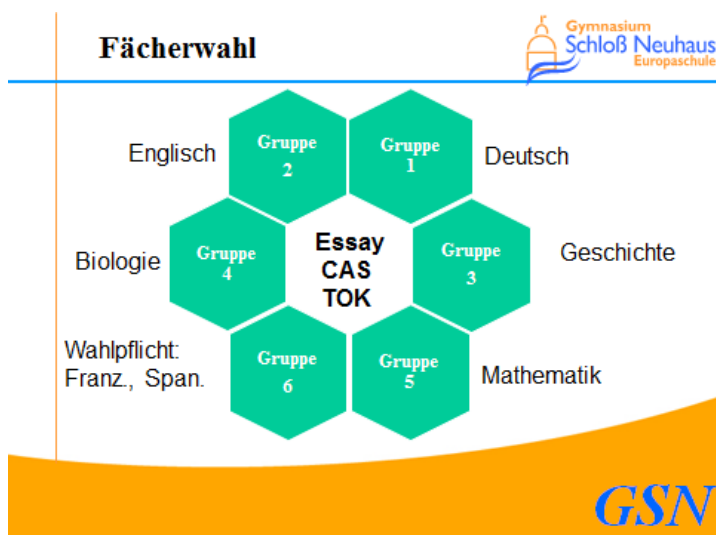 Fächerwahl
Gymnasium
Schloß Neuhaus
Europaschule
Englisch
Gruppe
2
Gruppe
1
Deutsch
Biologie
Gruppe
4
Essay
CAS
TOK
Gruppe
3
Geschichte
Wahlpflicht:
Franz., Span.
Gruppe
6
Gruppe
5
Mathematik
GSN